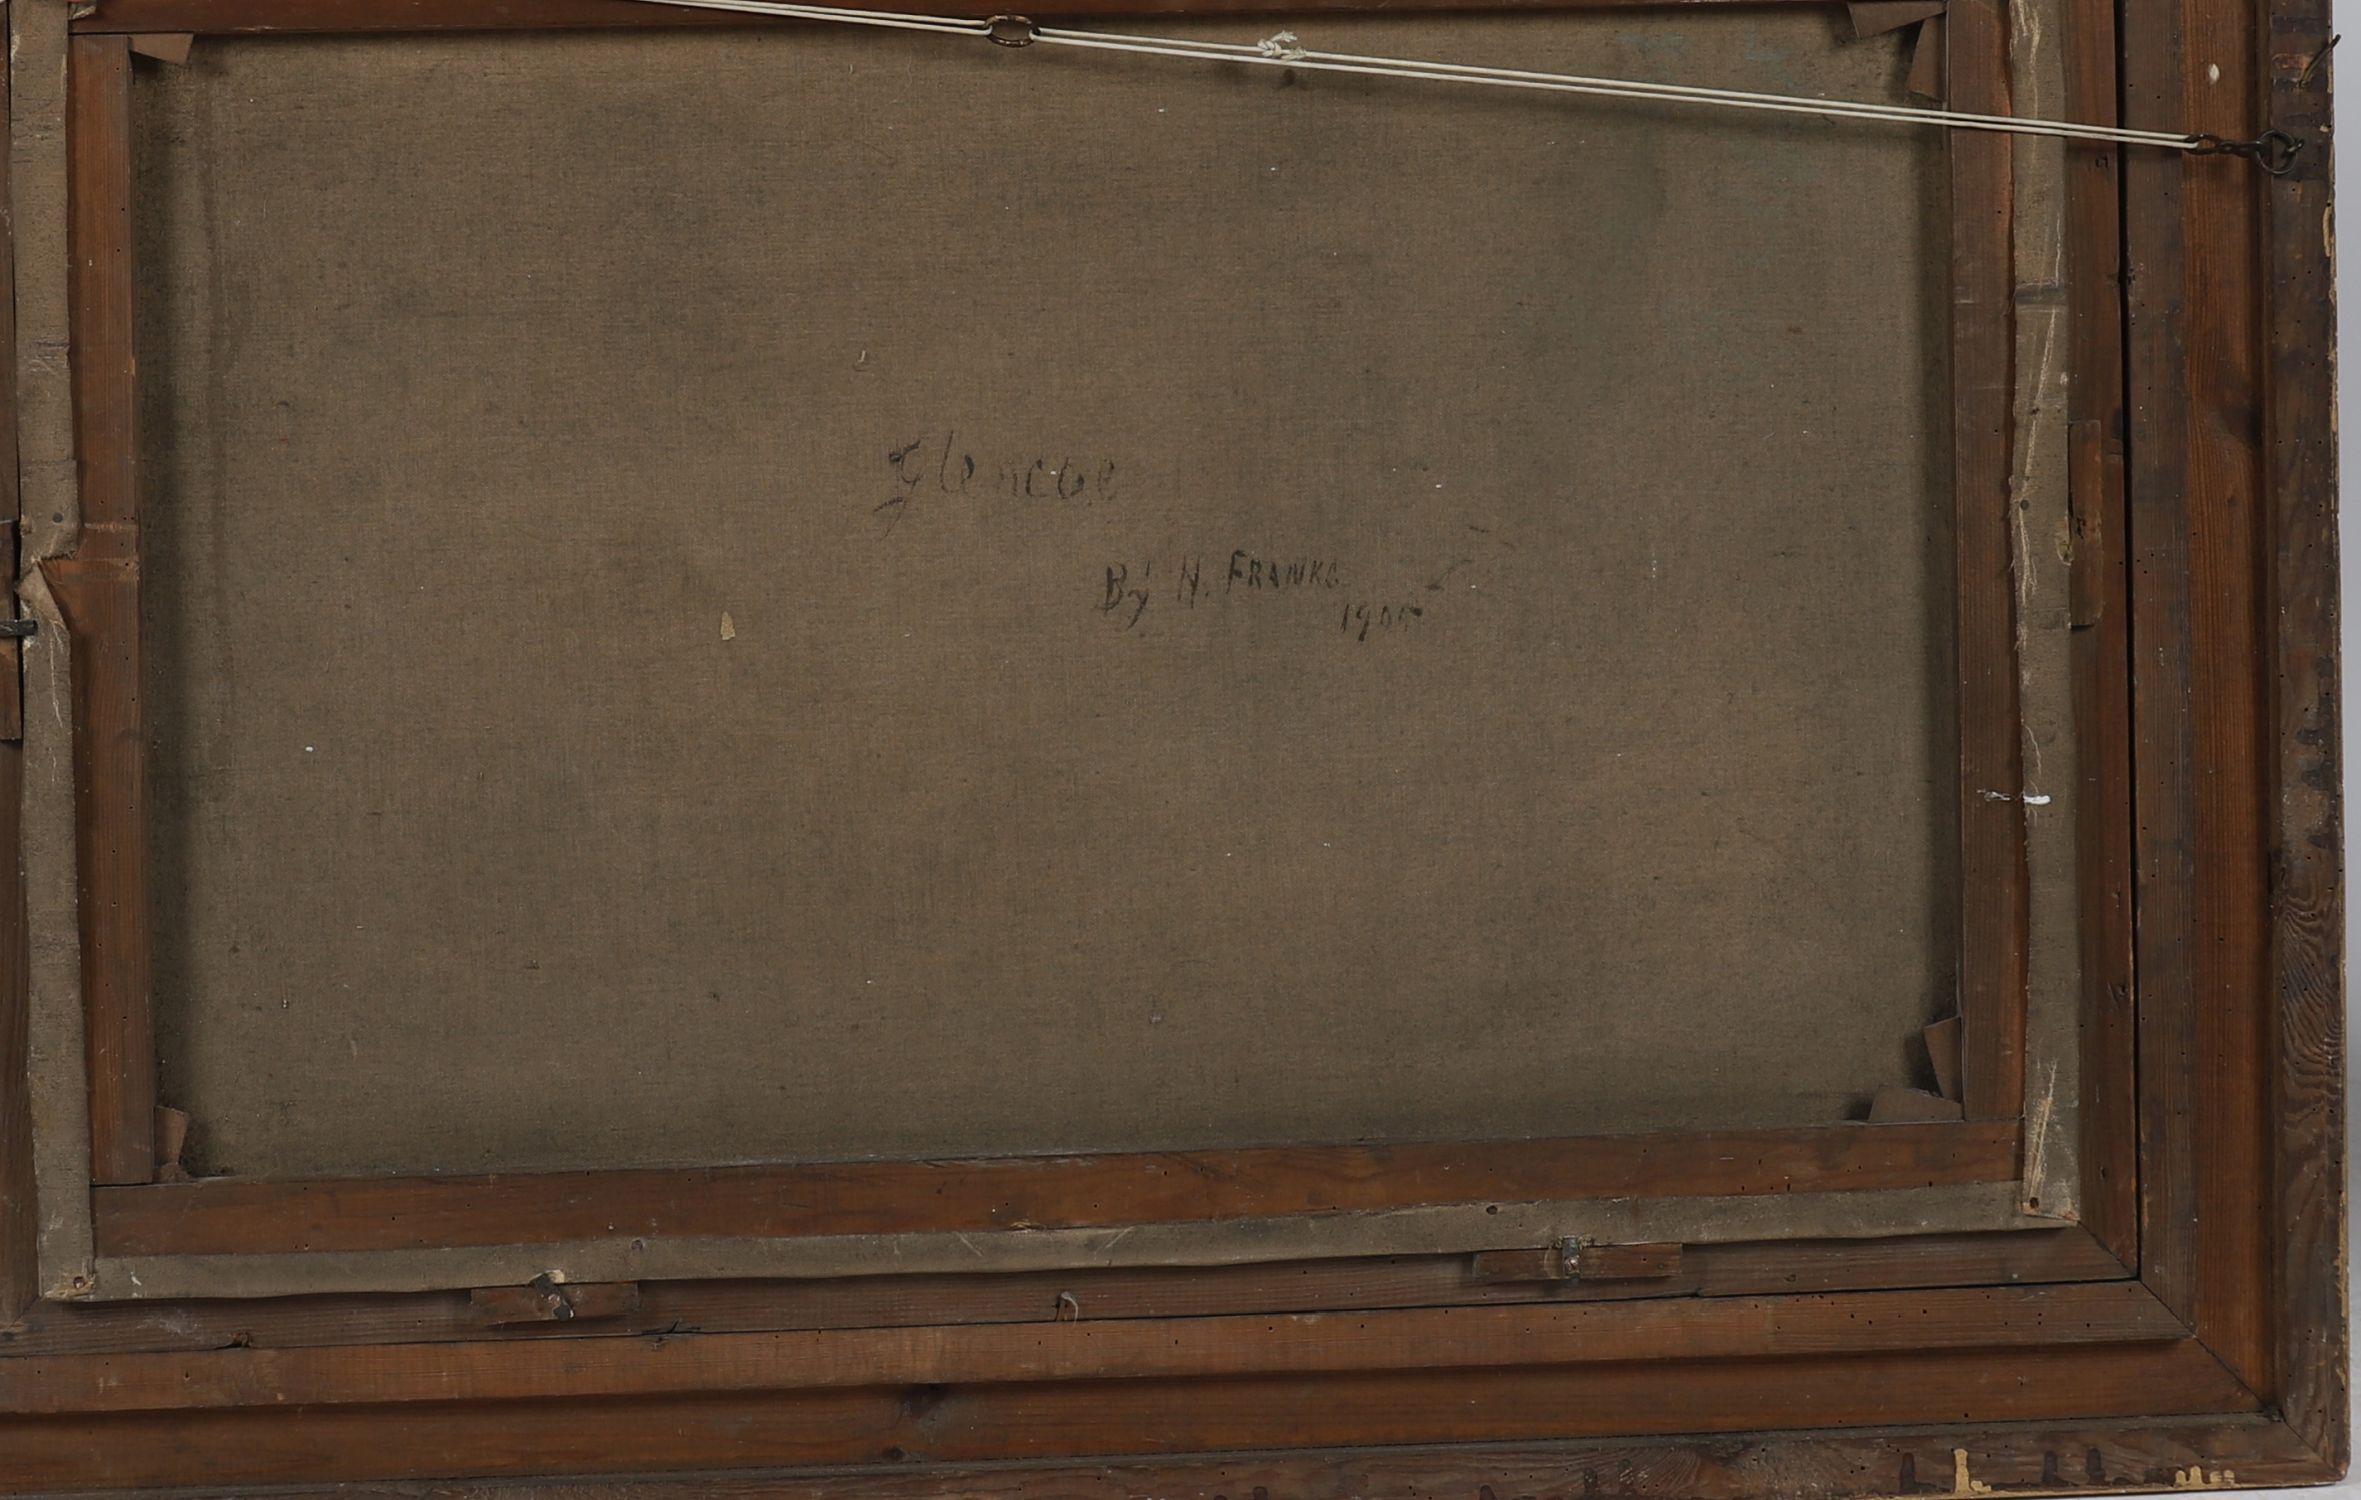 Glencoe
By H. FRANKS
1905